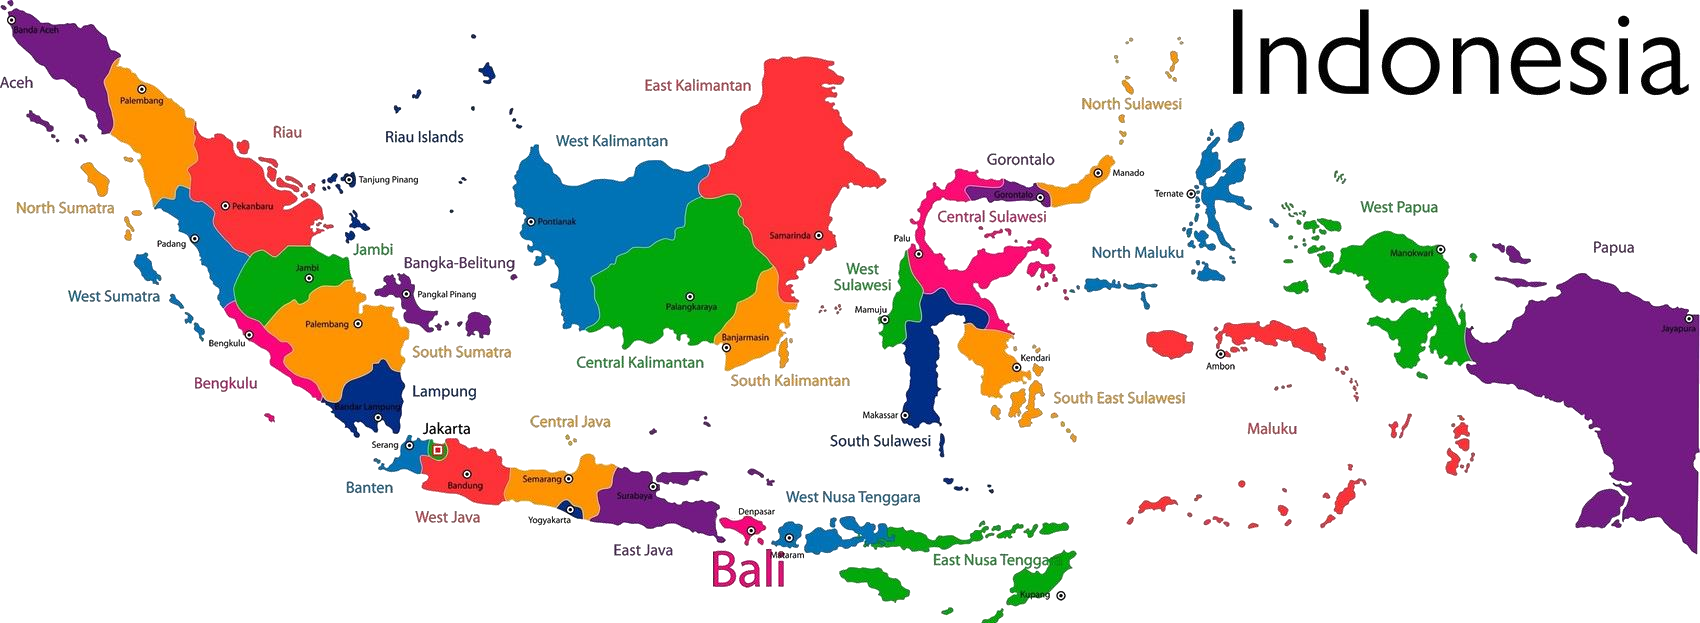 Indonesia
Banda Aceh
Aceh
Palembang
North Sumatra
Riau
Pekanbaru
Riau Islands
Tanjung Pinang
Padang
West Sumatra
Jambi
Jambi
Bangka-Belitung
Pangkal Pinang
Palembang
South Sumatra
Bengkulu
Bengkulu
Lampung
Bandar Lampung
Serang
Jakarta
Banten
Bandung
West Java
Central Java
Semarang
Yogyakarta
Surabaya
East Java
Denpasar
Bali
Mataram
West Nusa Tenggara
East Nusa Tenggara
Kupang
West Kalimantan
Pontianak
East Kalimantan
Samarinda
Palangkaraya
Central Kalimantan
Banjarmasin
South Kalimantan
North Sulawesi
Manado
Gorontalo
Gorontalo
Central Sulawesi
Palu
West
Sulawesi
Mamuju
Makassar
South Sulawesi
Kendari
South East Sulawesi
Ternate
North Maluku
Ambon
Maluku
West Papua
Manokwari
Papua
Jayapura